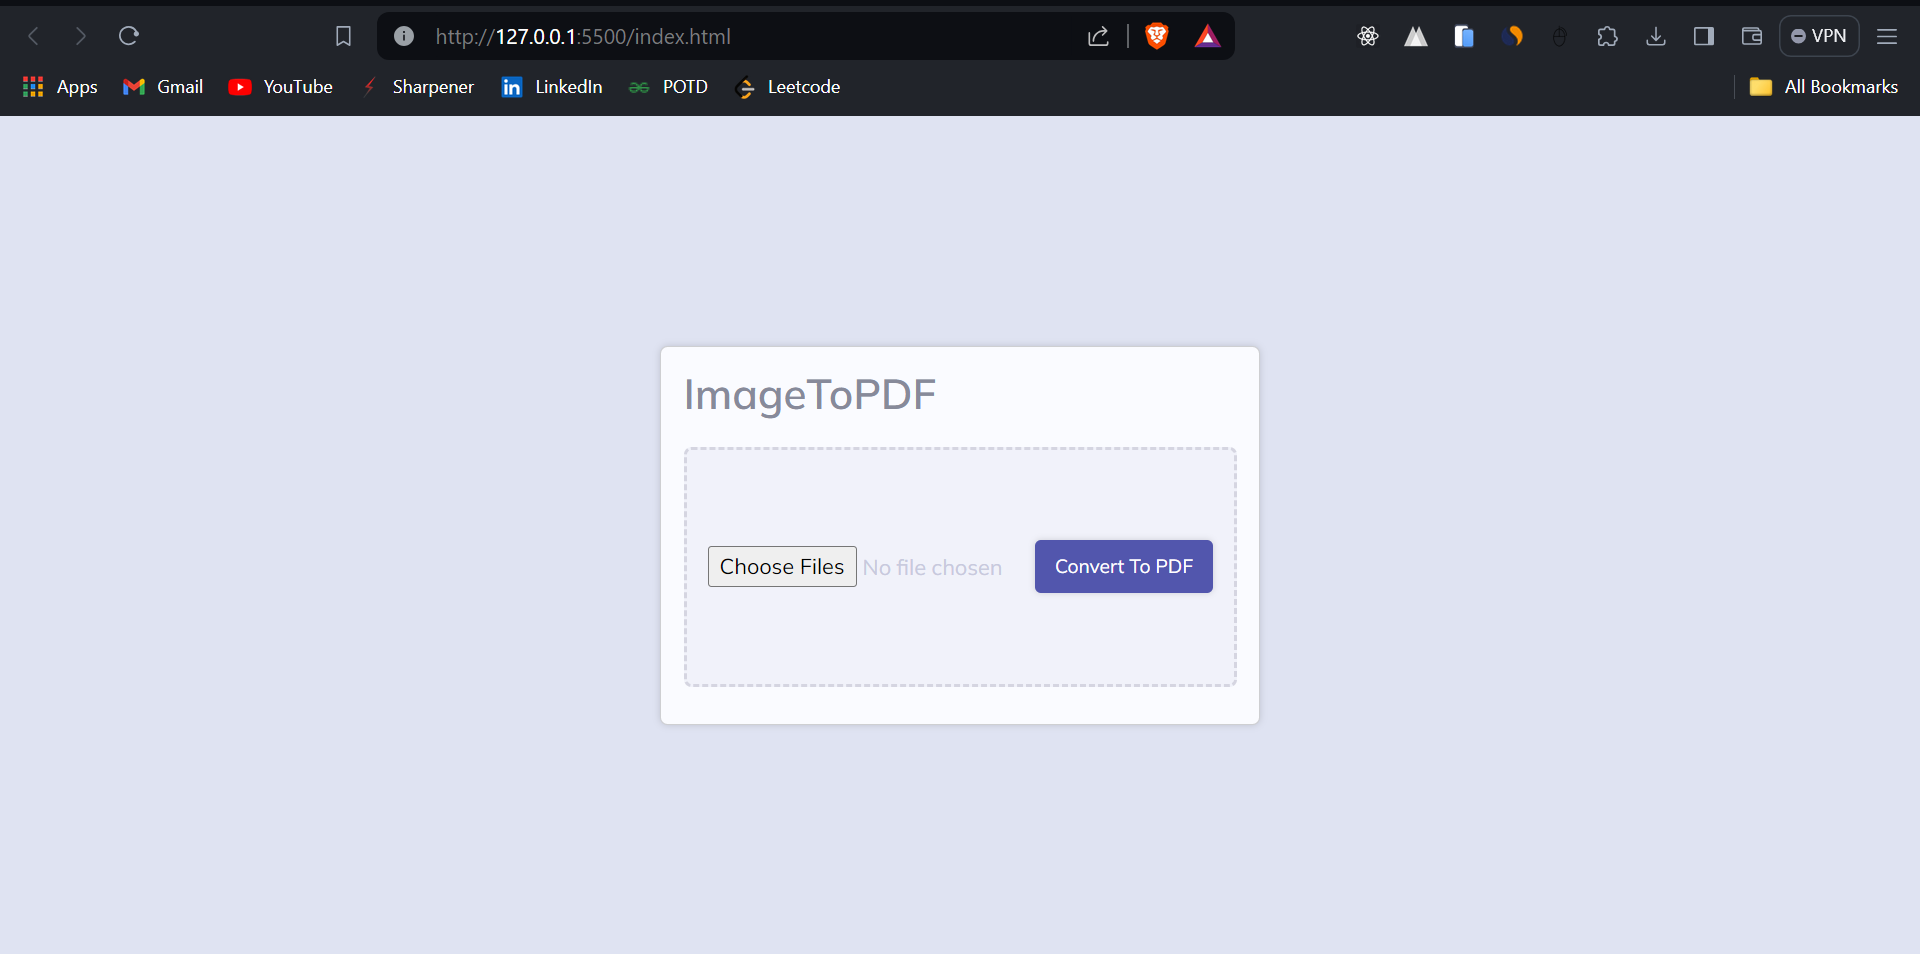 http://127.0.0.1:5500/index.html
VPN
Apps Gmail YouTube Sharpener in LinkedIn POTD Leetcode All Bookmarks
ImageToPDF
Choose Files No file chosen Convert To PDF